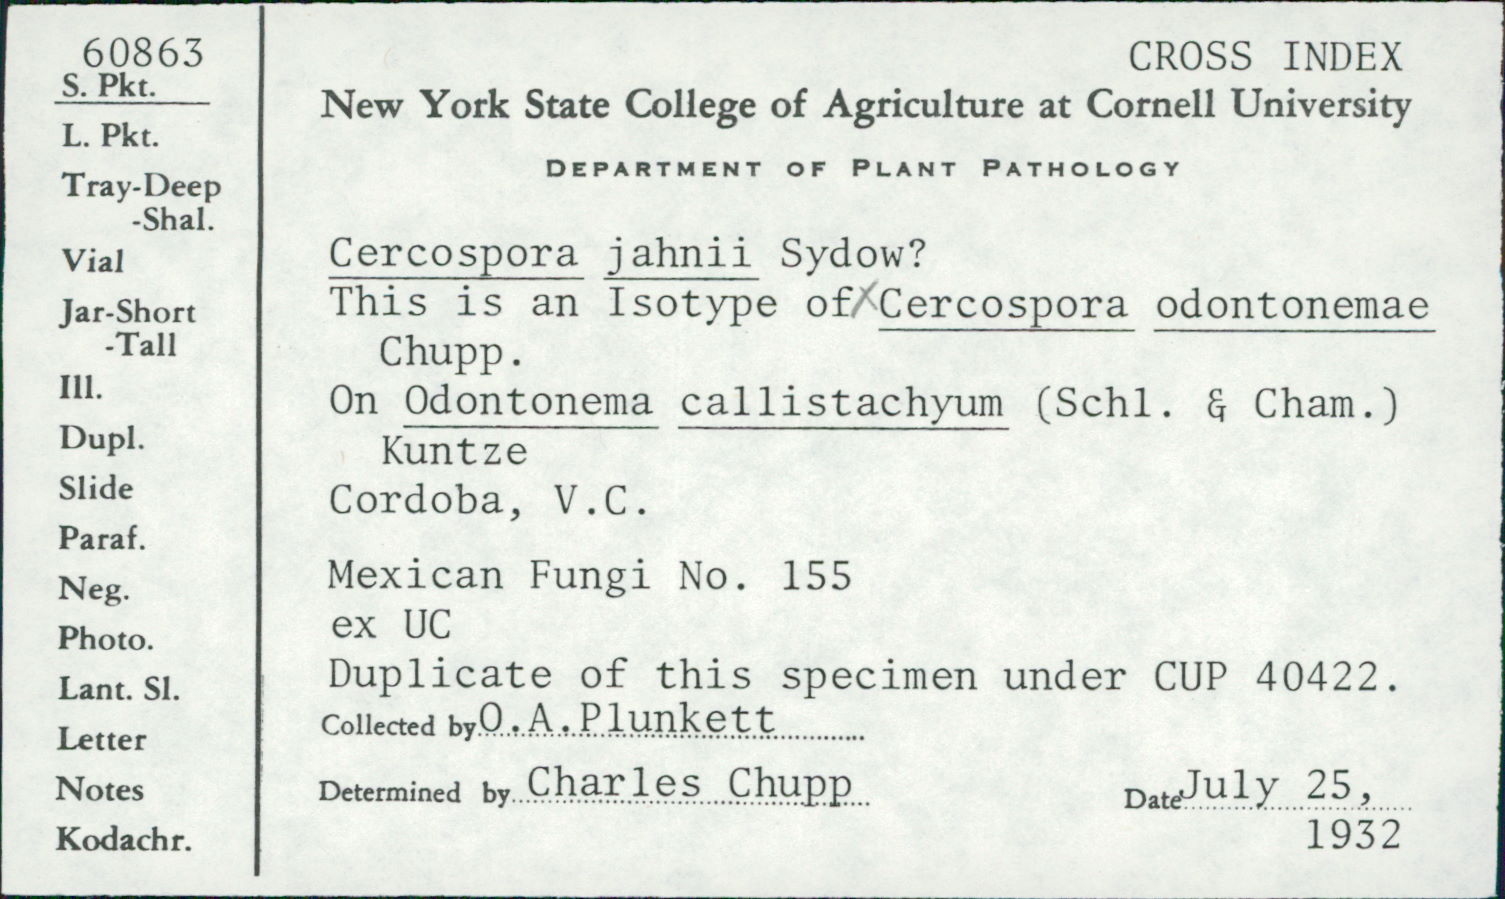 60863
S. Pkt.
L. Pkt.
Tray-Deep
-Shal.
Vial
Jar-Short
-Tall
Ill.
Dupl.
Slide
Paraf.
Neg.
Photo.
Lant. Sl.
Letter
Notes
Kodachr.
CROSS INDEX
New York State College of Agriculture at Cornell University
DEPARTMENT OF PLANT PATHOLOGY
Cercospora jahnii Sydow?
This is an Isotype of xCercospora odontonemae
Chupp.
On Odontonema callistachyum (Schl. & Cham.)
Kuntze
Cordoba, V.C.
Mexican Fungi No. 155
ex UC
Duplicate of this specimen under CUP 40422.
Collected by O.A.Plunkett
Determined by Charles Chupp
Date July 25,
1932